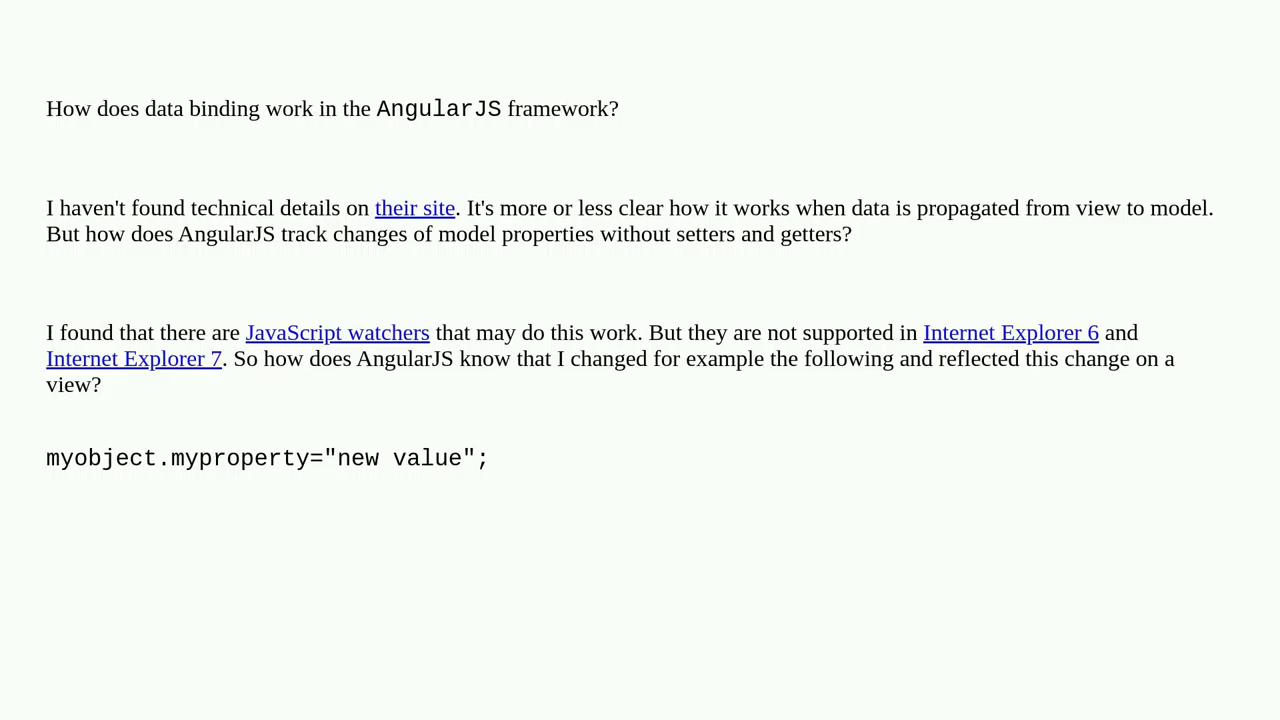 How does data binding work in the AngularJS framework?
I haven't found technical details on their site. It's more or less clear how it works when data is propagated from view to model.
But how does AngularJS track changes of model properties without setters and getters?
I found that there are JavaScript watchers that may do this work. But they are not supported in Internet Explorer 6 and
Internet Explorer 7. So how does AngularJS know that I changed for example the following and reflected this change on a
view?
myobject.myproperty="new value";